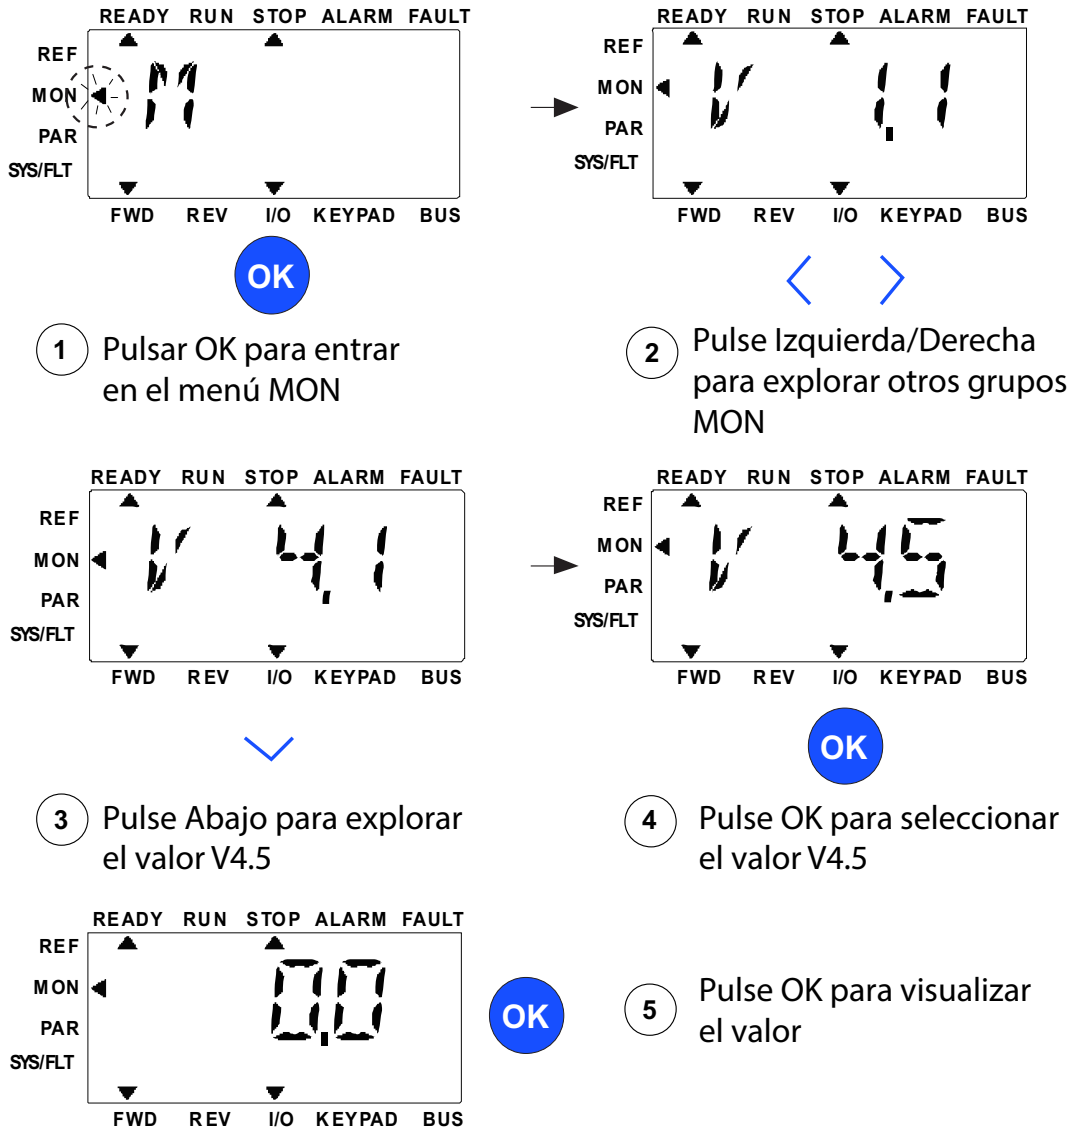 READY RUN STOP ALARM FAULT
REF
MON
PAR
SYS/FLT
M
FWD REV I/O KEYPAD BUS
OK
1 Pulsar OK para entrar
en el menú MON
READY RUN STOP ALARM FAULT
REF
MON
PAR
SYS/FLT
V 1.1
FWD REV I/O KEYPAD BUS
2 Pulse Izquierda/Derecha
para explorar otros grupos
MON
READY RUN STOP ALARM FAULT
REF
MON
PAR
SYS/FLT
V 4.1
FWD REV I/O KEYPAD BUS
3 Pulse Abajo para explorar
el valor V4.5
READY RUN STOP ALARM FAULT
REF
MON
PAR
SYS/FLT
V 4.5
FWD REV I/O KEYPAD BUS
OK
4 Pulse OK para seleccionar
el valor V4.5
READY RUN STOP ALARM FAULT
REF
MON
PAR
SYS/FLT
0.0
FWD REV I/O KEYPAD BUS
OK
5 Pulse OK para visualizar
el valor